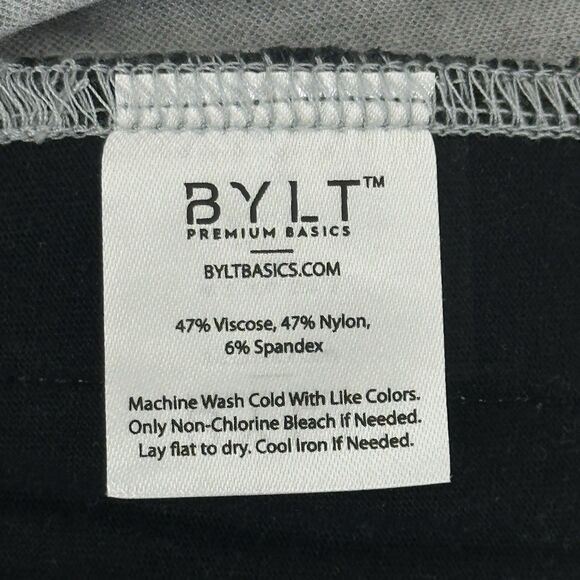 BYLT™
PREMIUM BASICS
BYLTBASICS.COM
47% Viscose, 47% Nylon,
6% Spandex
Machine Wash Cold With Like Colors.
Only Non-Chlorine Bleach if Needed.
Lay flat to dry. Cool Iron If Needed.